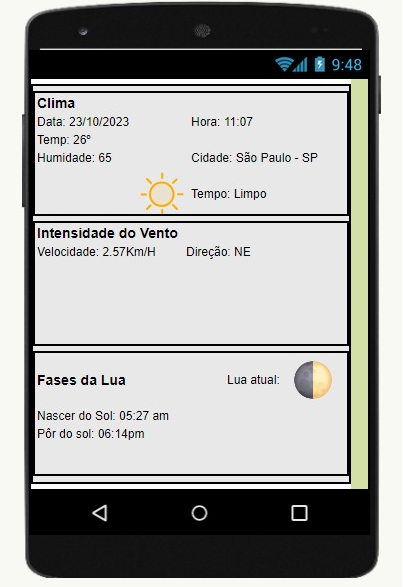 9:48
Clima
Data: 23/10/2023 Hora: 11:07
Temp: 26º
Humidade: 65 Cidade: São Paulo - SP
Tempo: Limpo
Intensidade do Vento
Velocidade: 2.57Km/H Direção: NE
Fases da Lua Lua atual:
Nascer do Sol: 05:27 am
Pôr do sol: 06:14pm